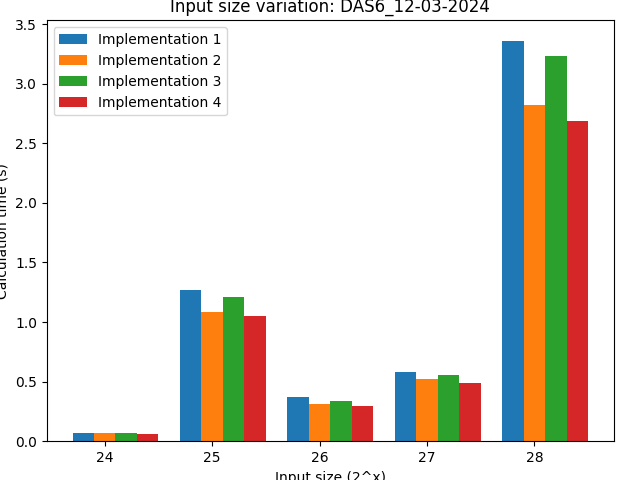 Input size variation: DAS6_12-03-2024
Implementation 1
Implementation 2
Implementation 3
Implementation 4
3.5
3.0
2.5
2.0
1.5
1.0
0.5
0.0
Calculation time (s)
24 25 26 27 28
Input size (2^x)